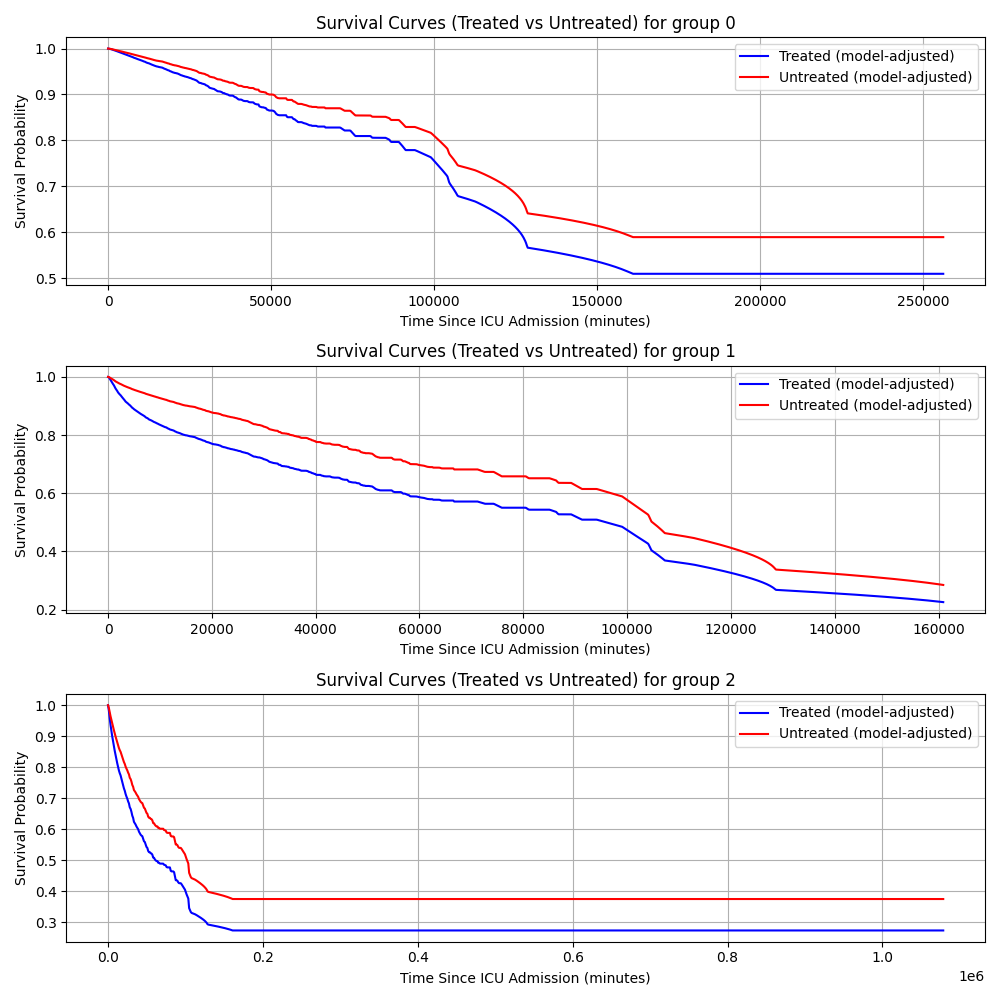 Survival Curves (Treated vs Untreated) for group 0
Survival Probability
1.0
0.9
0.8
0.7
0.6
0.5
Treated (model-adjusted)
Untreated (model-adjusted)
0 50000 100000 150000 200000 250000
Time Since ICU Admission (minutes)
Survival Curves (Treated vs Untreated) for group 1
Survival Probability
1.0
0.8
0.6
0.4
0.2
Treated (model-adjusted)
Untreated (model-adjusted)
0 20000 40000 60000 80000 100000 120000 140000 160000
Time Since ICU Admission (minutes)
Survival Curves (Treated vs Untreated) for group 2
Survival Probability
1.0
0.9
0.8
0.7
0.6
0.5
0.4
0.3
Treated (model-adjusted)
Untreated (model-adjusted)
0.0 0.2 0.4 0.6 0.8 1.0
1e6
Time Since ICU Admission (minutes)